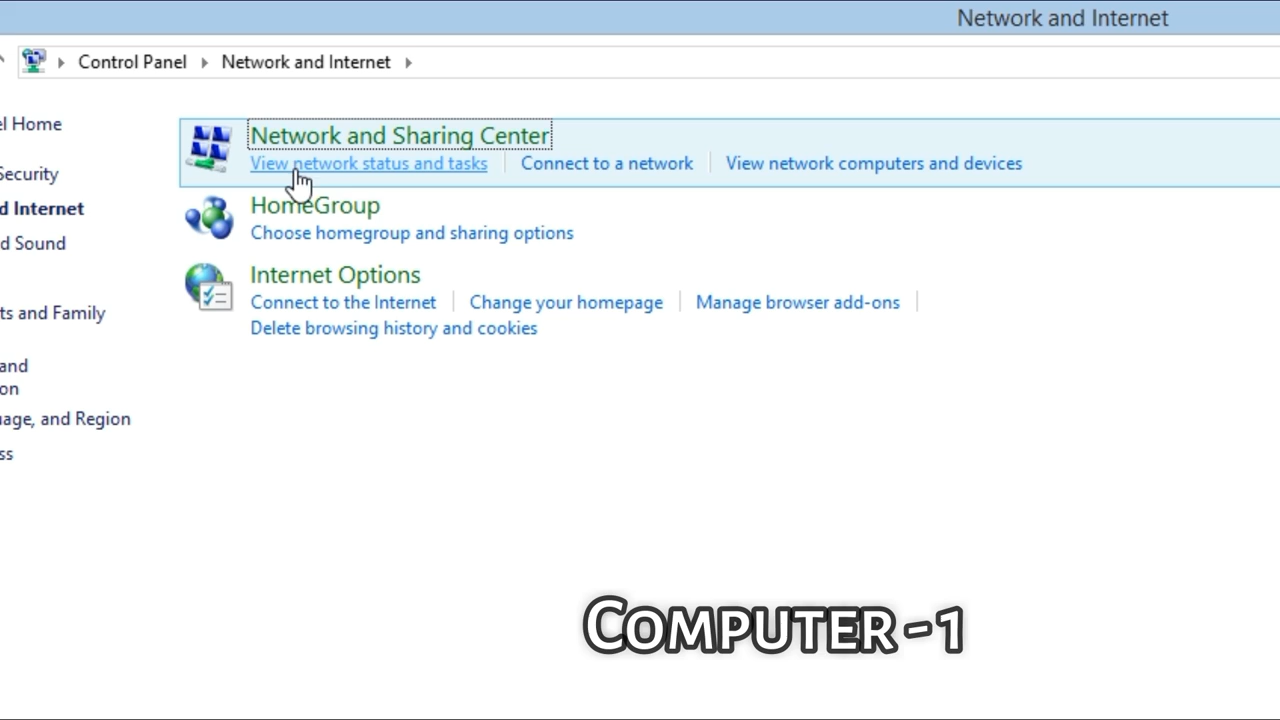 Network and Internet
Control Panel Network and Internet
el Home
Security
d Internet
d Sound
ts and Family
and
on
uage, and Region
ss
Network and Sharing Center
View network status and tasks Connect to a network View network computers and devices
HomeGroup
Choose homegroup and sharing options
Internet Options
Connect to the Internet Change your homepage Manage browser add-ons
Delete browsing history and cookies
Computer -1